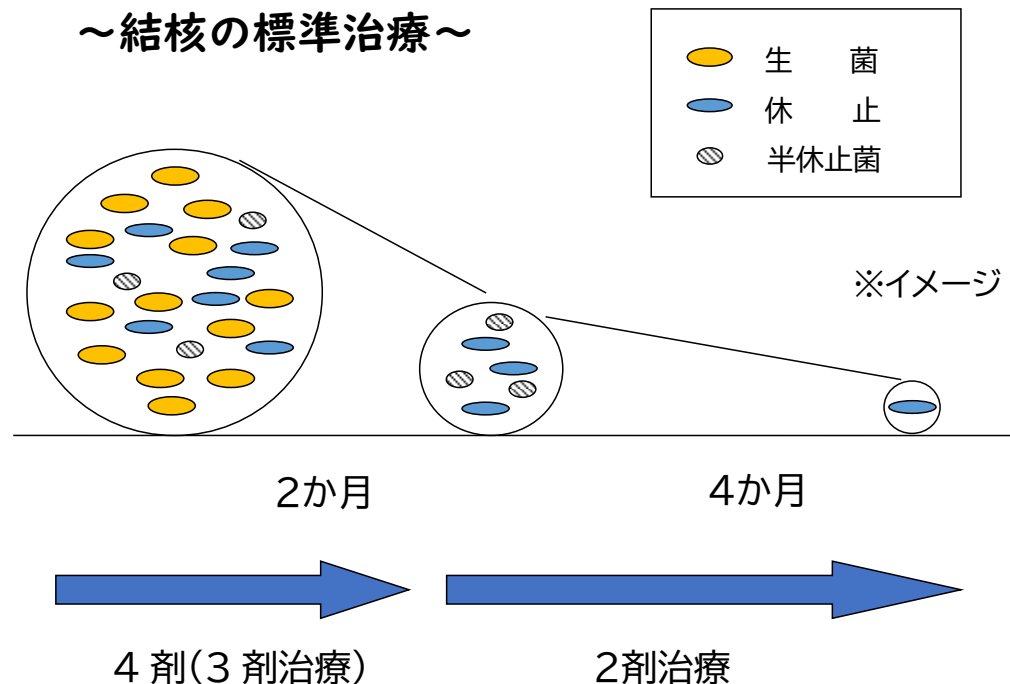 ～結核の標準治療～
生　　菌
休　　止
半休止菌
※イメージ
2か月
4か月
4 剤(3 剤治療)
2剤治療